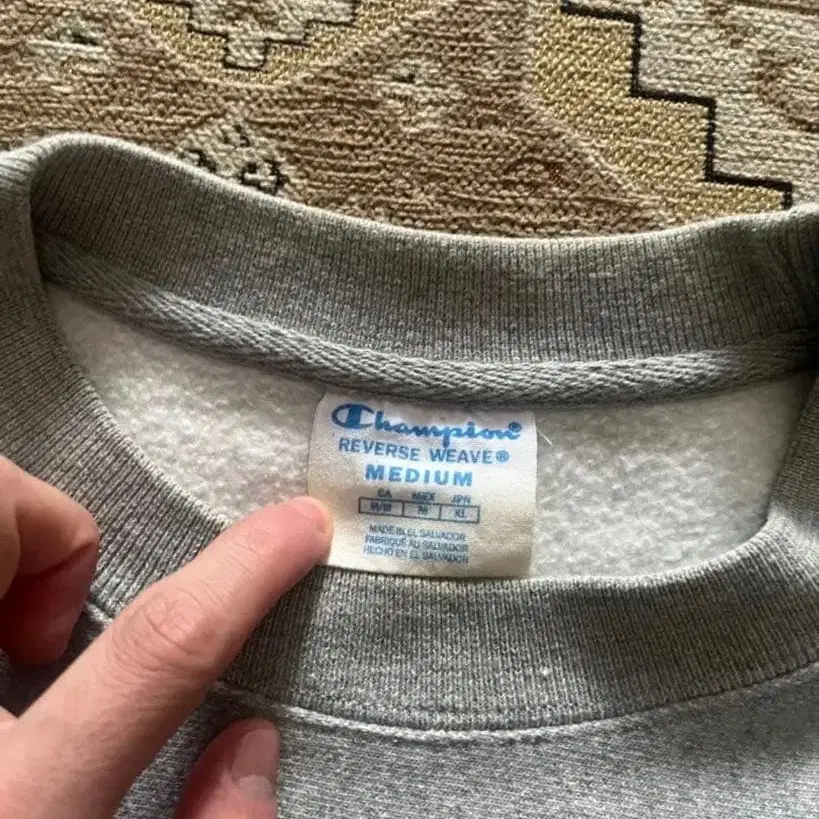 Champion®
REVERSE WEAVE®
MEDIUM
CA MEX JPN
M/M M XL
MADE IN EL SALVADOR
FABRIQUÉ AU SALVADOR
HECHO EN EL SALVADOR